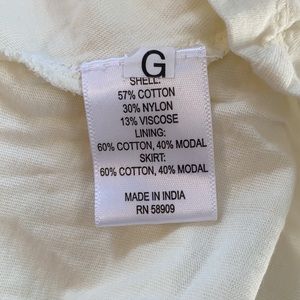 G
SHELL:
57% COTTON
30% NYLON
13% VISCOSE
LINING:
60% COTTON, 40% MODAL
SKIRT:
60% COTTON, 40% MODAL
MADE IN INDIA
RN 58909